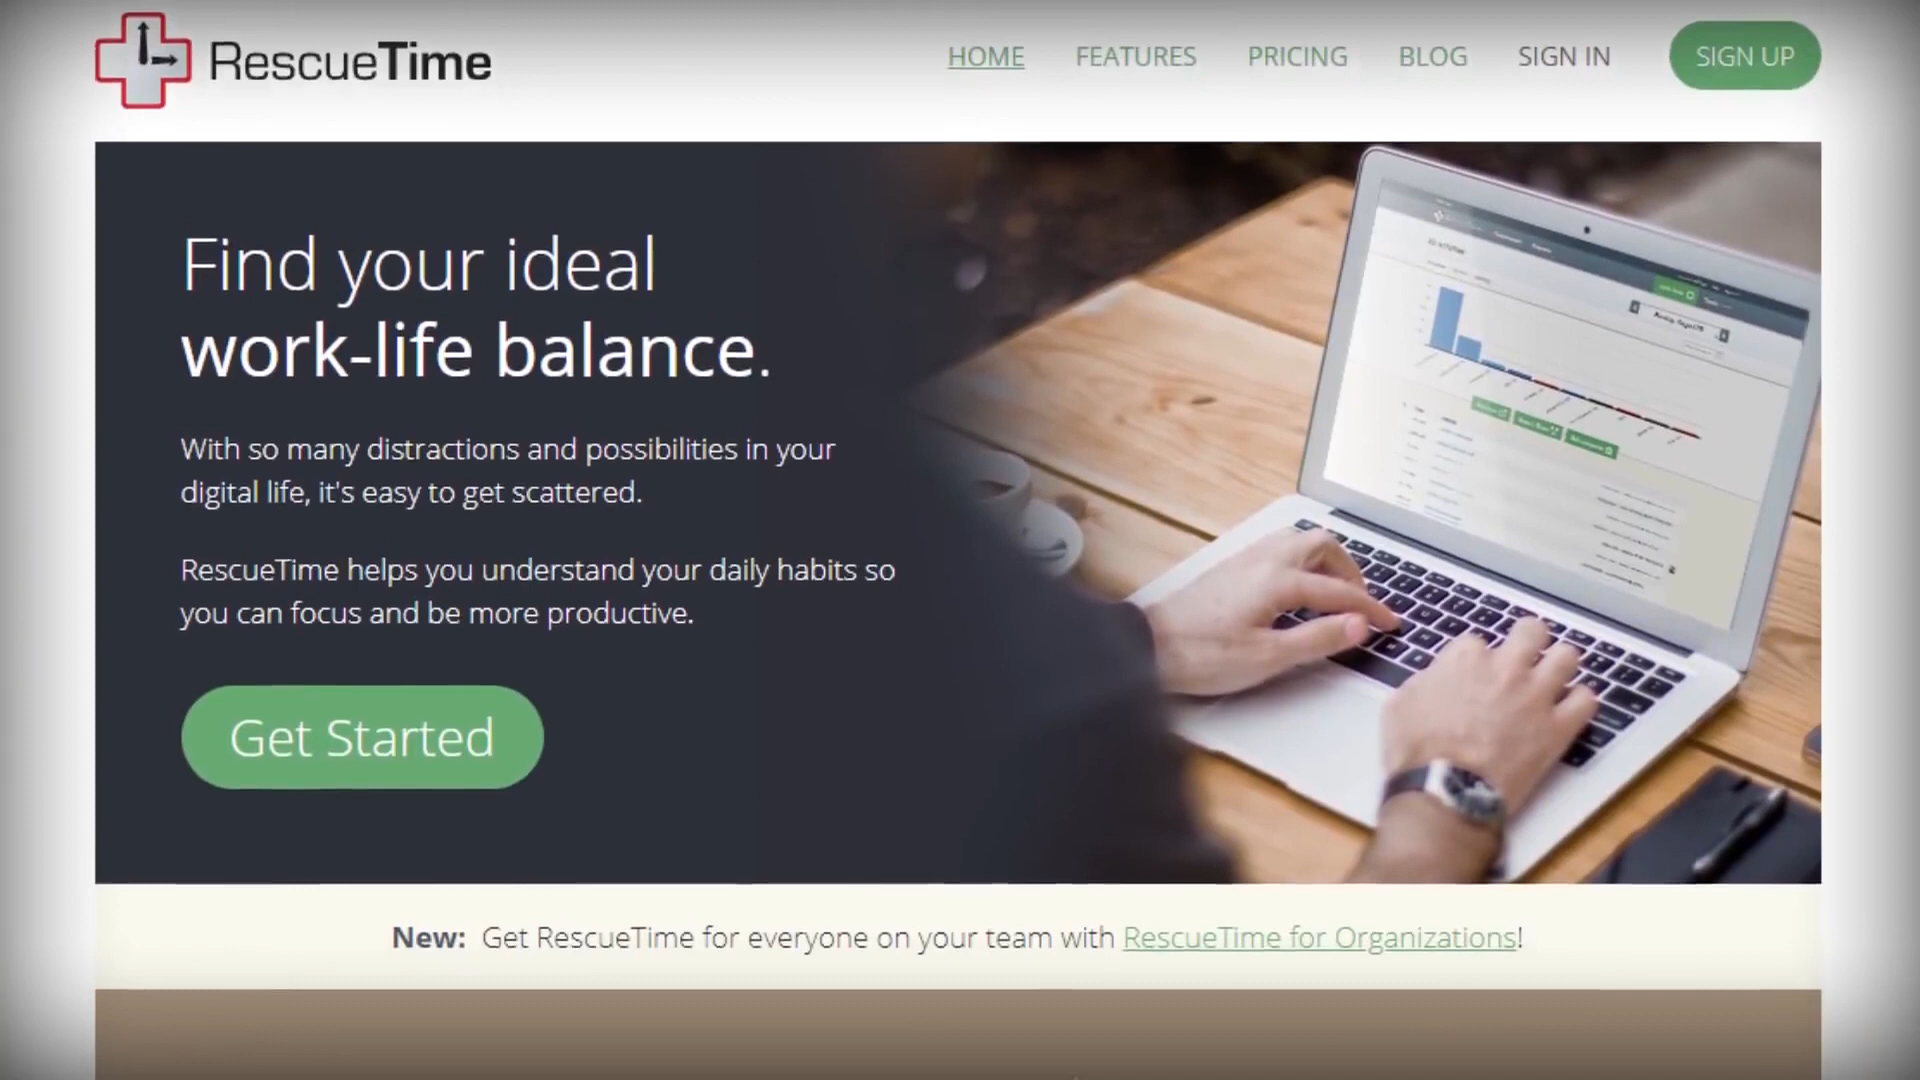 RescueTime
HOME FEATURES PRICING BLOG SIGN IN SIGN UP
Find your ideal
work-life balance.
With so many distractions and possibilities in your
digital life, it's easy to get scattered.
RescueTime helps you understand your daily habits so
you can focus and be more productive.
Get Started
New: Get RescueTime for everyone on your team with RescueTime for Organizations!